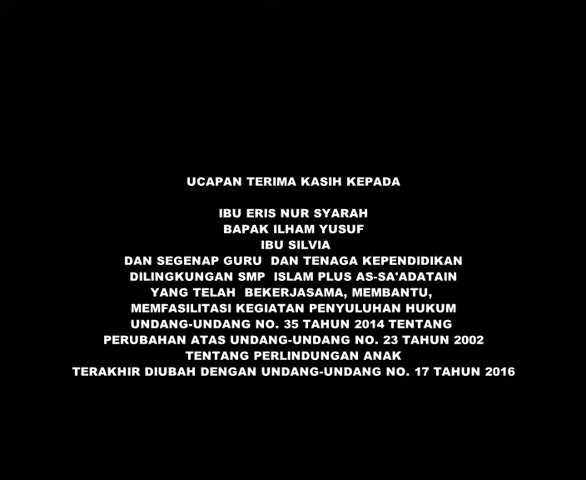 UCAPAN TERIMA KASIH KEPADA
IBU ERIS NUR SYARAH
BAPAK ILHAM YUSUF
IBU SILVIA
DAN SEGENAP GURU DAN TENAGA KEPENDIDIKAN
DILINGKUNGAN SMP ISLAM PLUS AS-SA'ADATAIN
YANG TELAH BEKERJASAMA, MEMBANTU,
MEMFASILITASI KEGIATAN PENYULUHAN HUKUM
UNDANG-UNDANG NO. 35 TAHUN 2014 TENTANG
PERUBAHAN ATAS UNDANG-UNDANG NO. 23 TAHUN 2002
TENTANG PERLINDUNGAN ANAK
TERAKHIR DIUBAH DENGAN UNDANG-UNDANG NO. 17 TAHUN 2016